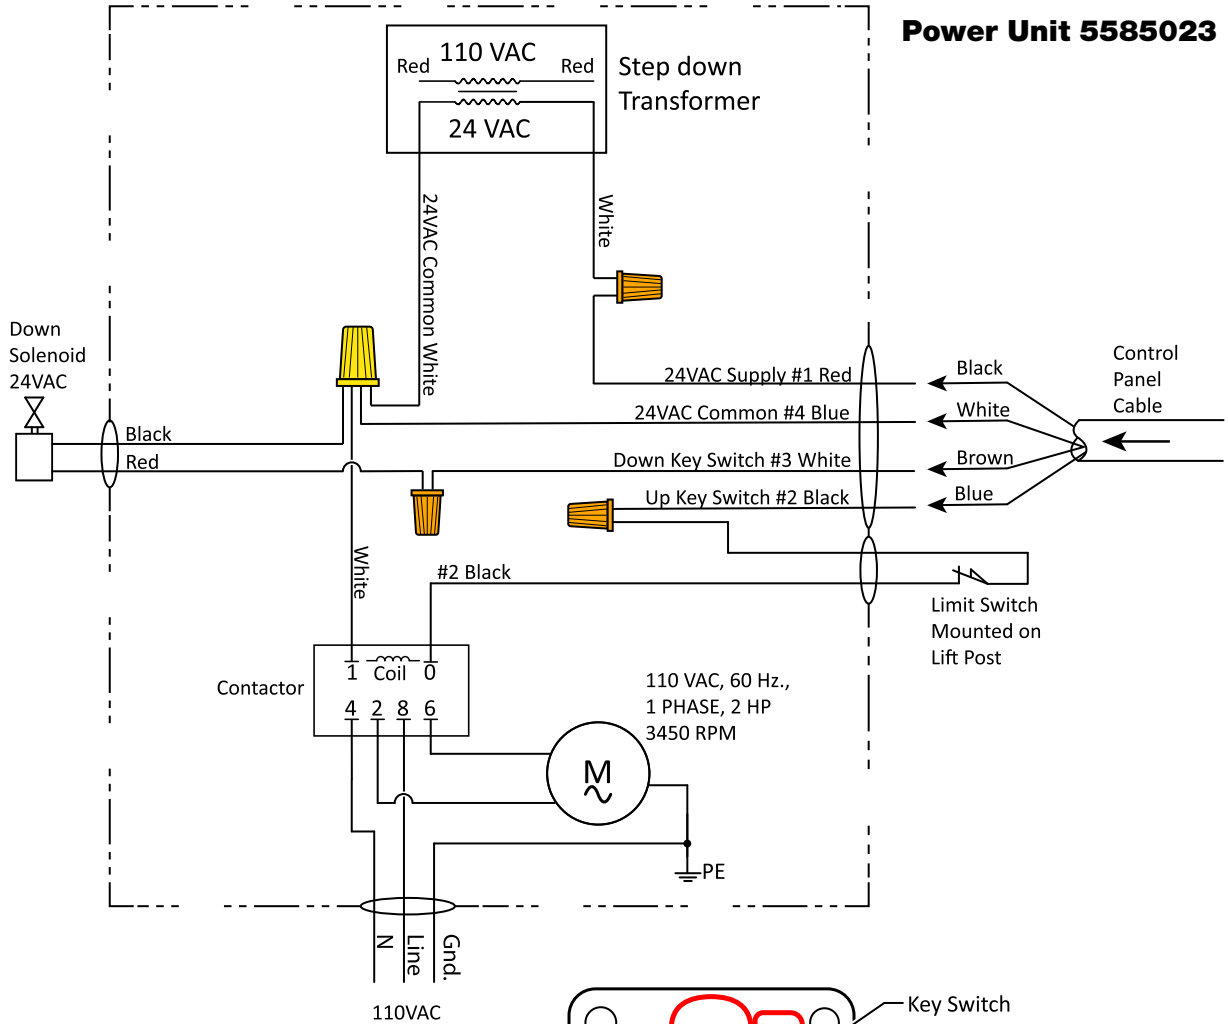 Power Unit 5585023
110 VAC
Red
Red
24 VAC
Step down
Transformer
24VAC Common White
White
Down
Solenoid
24VAC
Black
Red
24VAC Supply #1 Red
24VAC Common #4 Blue
Down Key Switch #3 White
Up Key Switch #2 Black
Black
White
Brown
Blue
Control
Panel
Cable
White
#2 Black
Limit Switch
Mounted on
Lift Post
Contactor
1 Coil 0
4 2 8 6
110 VAC, 60 Hz.,
1 PHASE, 2 HP
3450 RPM
M
PE
N
Line
Gnd.
110VAC
Key Switch